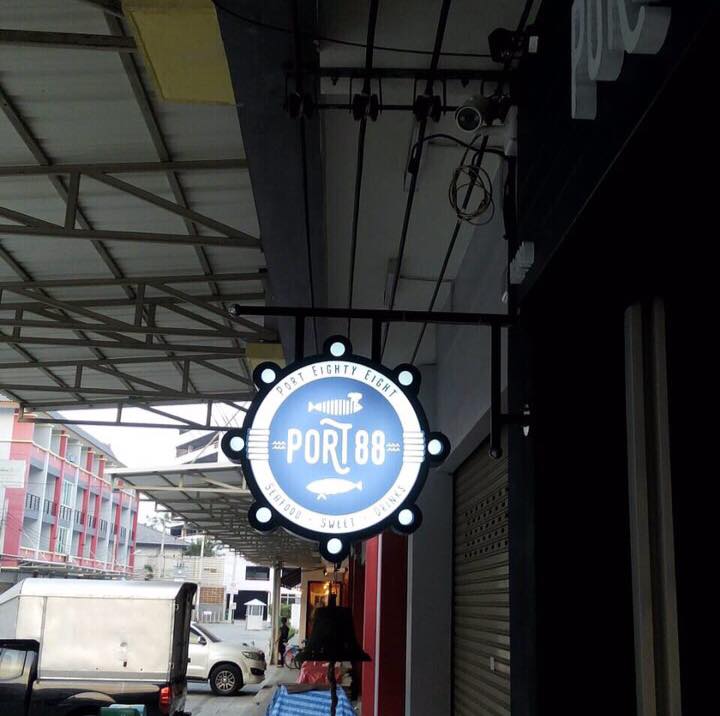 PORT EIGHTY EIGHT
PORT 88
SEAFOOD - SWEET - DRINKS